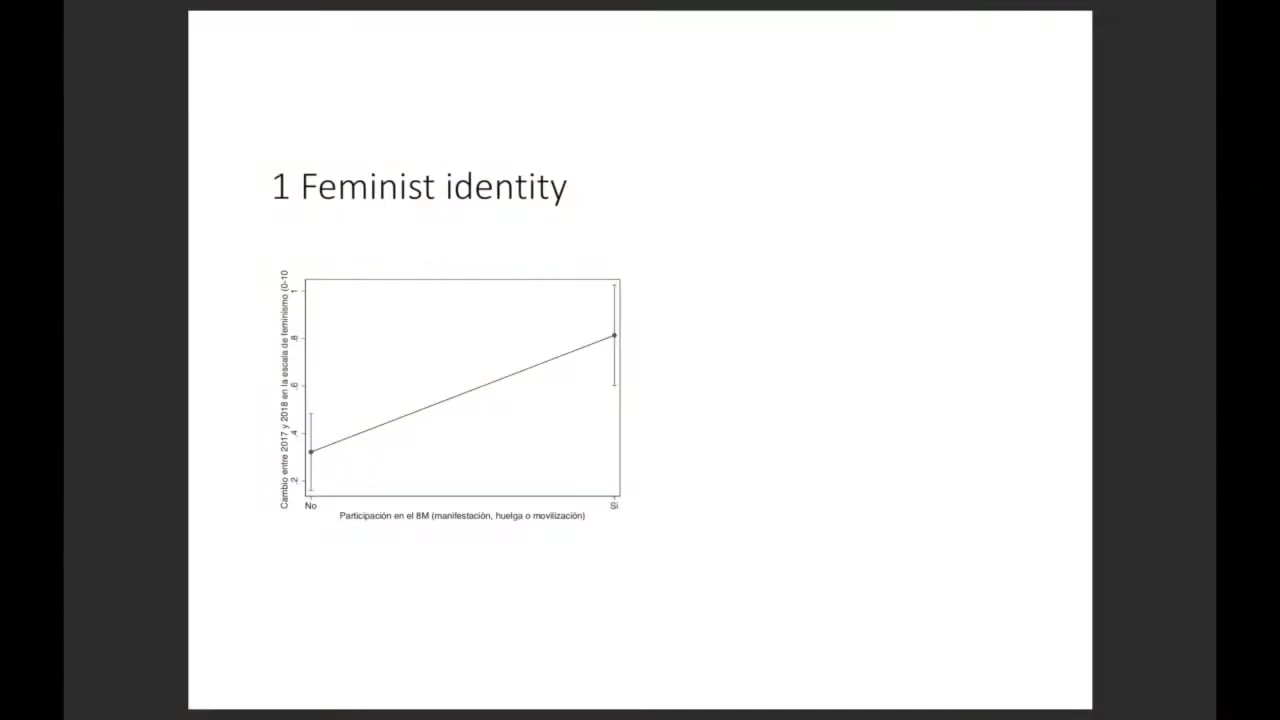 1 Feminist identity
Cambio entre 2017 y 2018 en la escala de feminismo (0-10
1
.8
.6
.4
.2
No
Sí
Participación en el 8M (manifestación, huelga o movilización)